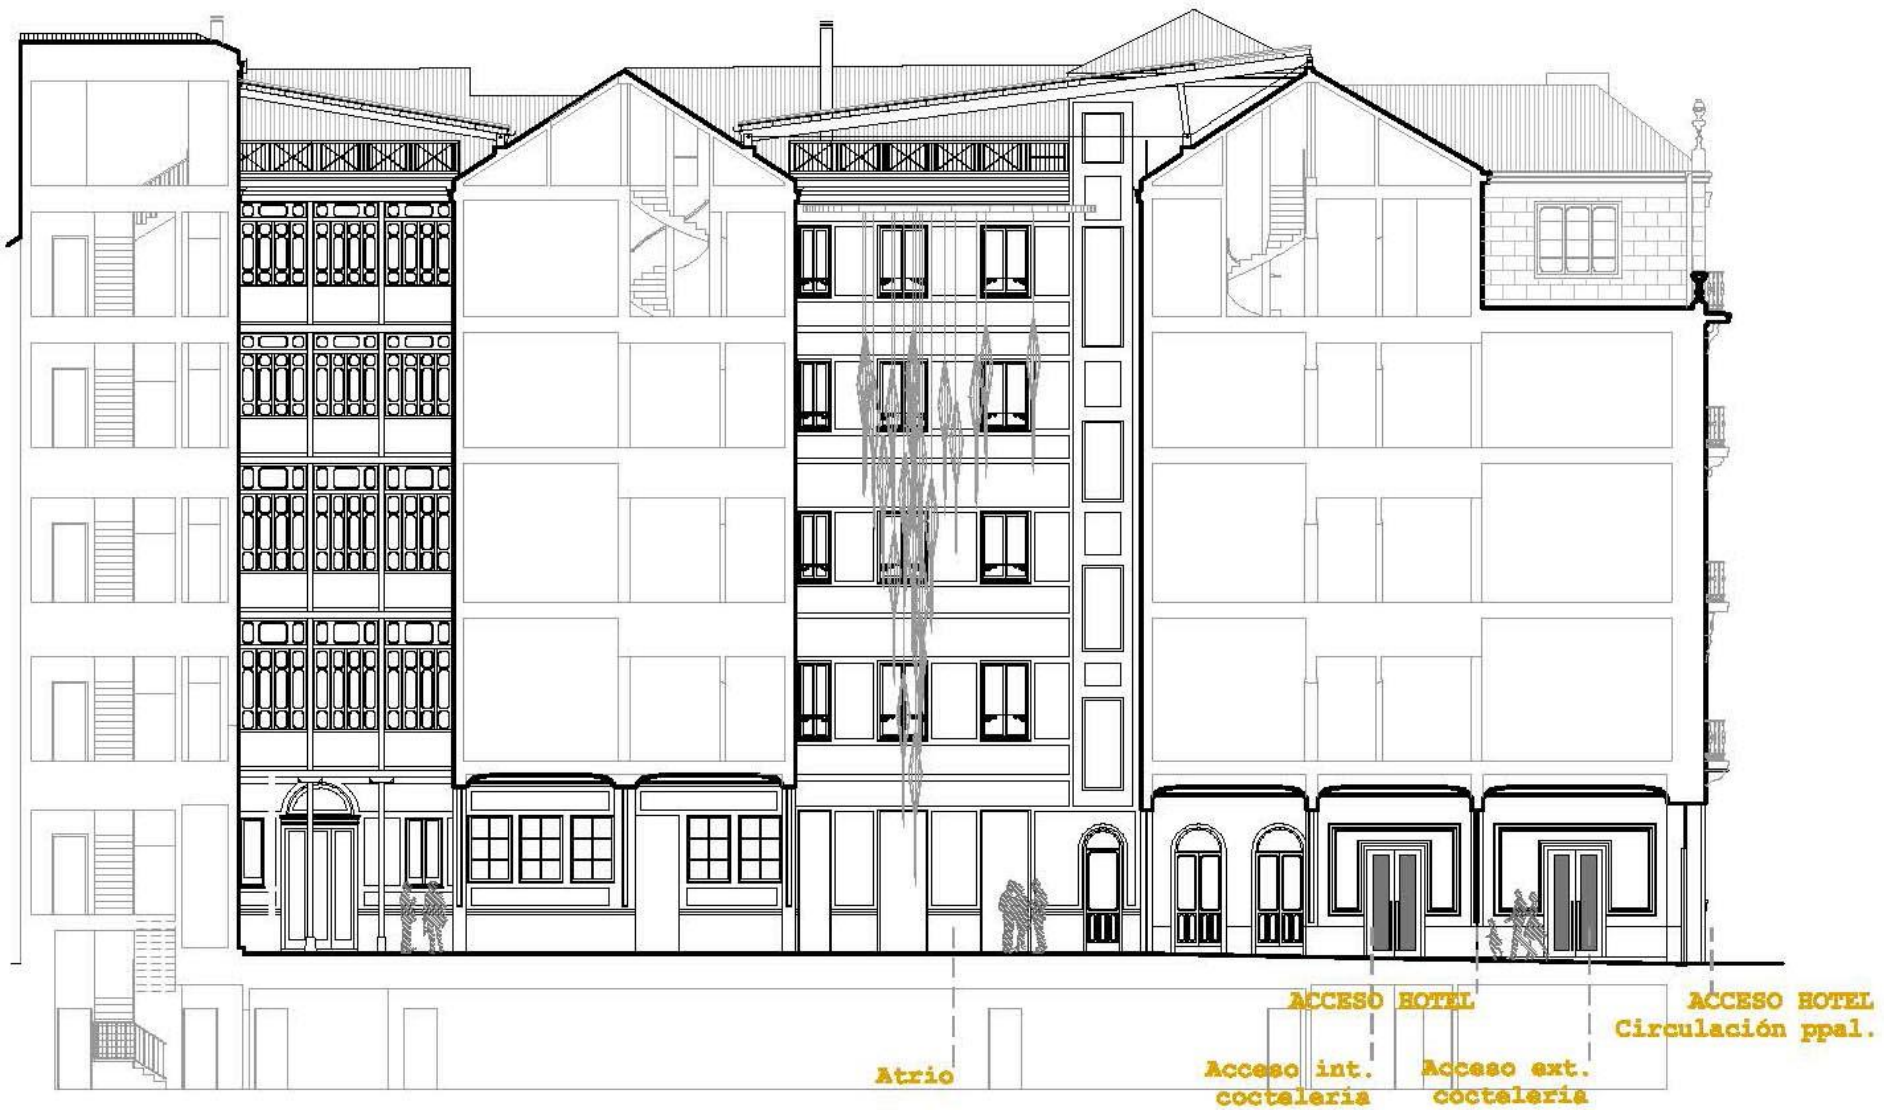 ACCESO HOTEL
ACCESO HOTEL
Circulación ppal.
Atrio
Acceso int.
coctelería
Acceso ext.
coctelería